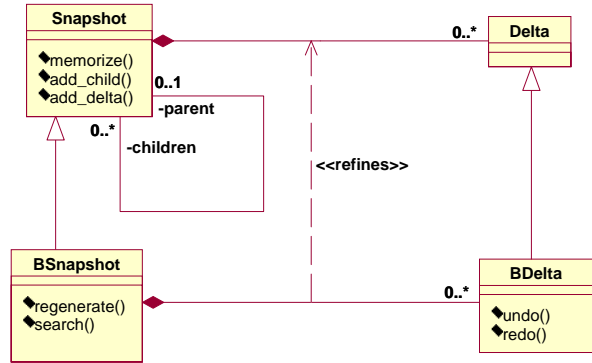 Snapshot
memorize()
add_child()
add_delta()
0..*
Delta
0..1
-parent
0..*
-children
<<refines>>
BSnapshot
regenerate()
search()
0..*
BDelta
undo()
redo()